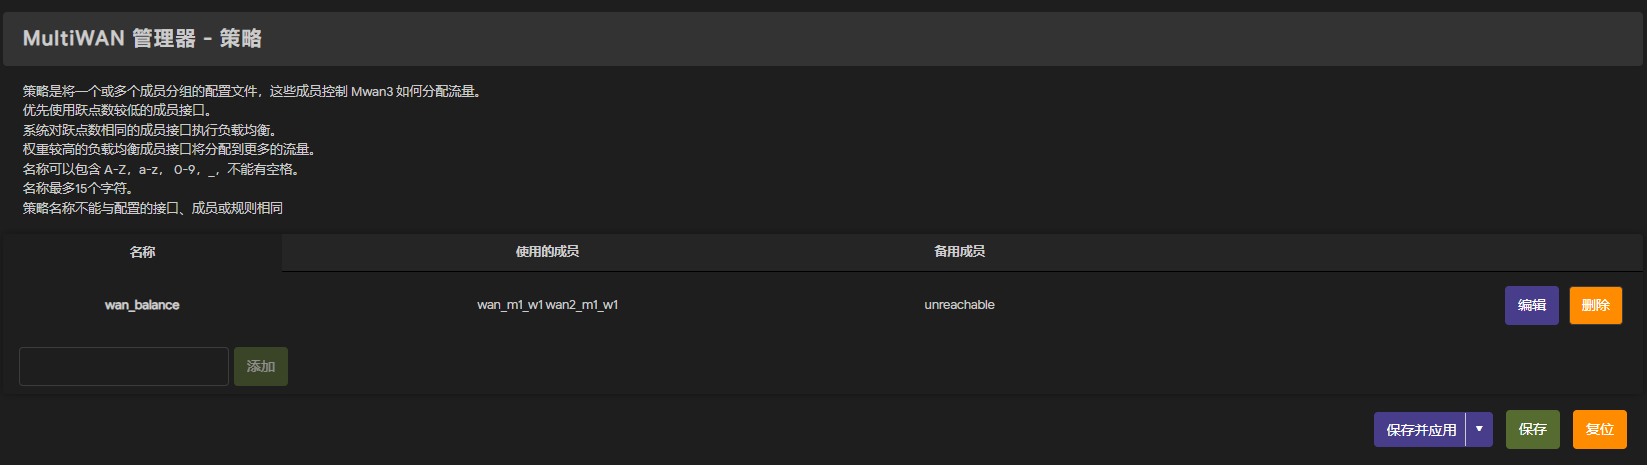 MultiWAN 管理器 - 策略
策略是将一个或多个成员分组的配置文件，这些成员控制 Mwan3 如何分配流量。
优先使用跃点数较低的成员接口。
系统对跃点数相同的成员接口执行负载均衡。
权重较高的负载均衡成员接口将分配到更多的流量。
名称可以包含 A-Z，a-z， 0-9，_，不能有空格。
名称最多15个字符。
策略名称不能与配置的接口、成员或规则相同
名称 使用的成员 备用成员
wan_balance wan_m1_w1 wan2_m1_w1 unreachable 编辑 删除
添加
保存并应用 保存 复位